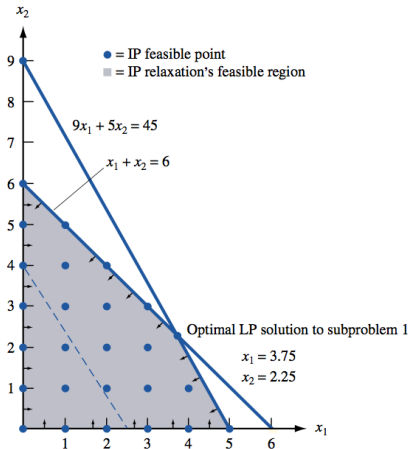 x₂
9
8
7
6
5
4
3
2
1
= IP feasible point
= IP relaxation's feasible region
9x₁ + 5x₂ = 45
x₁ + x₂ = 6
Optimal LP solution to subproblem 1
x₁ = 3.75
x₂ = 2.25
1 2 3 4 5 6 x₁